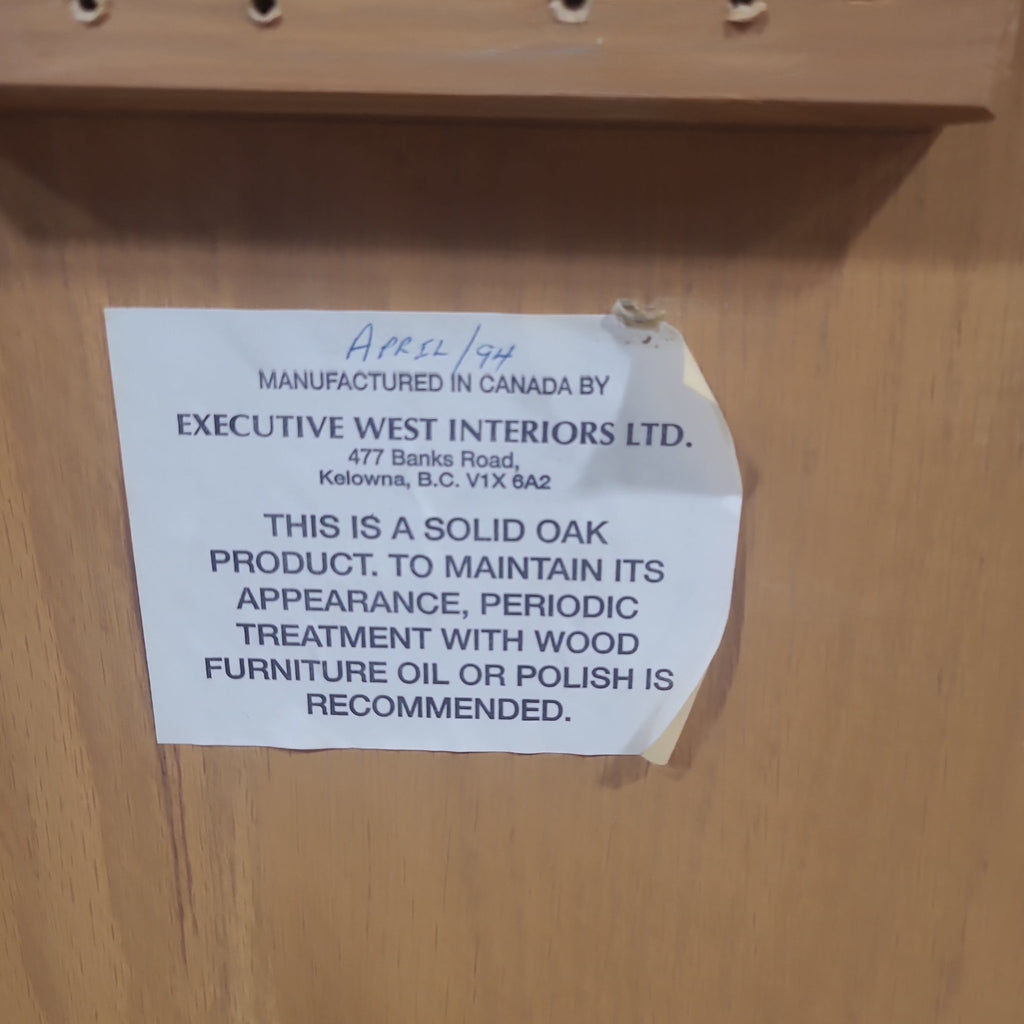 APRIL/94
MANUFACTURED IN CANADA BY
EXECUTIVE WEST INTERIORS LTD.
477 Banks Road,
Kelowna, B.C. V1X 6A2
THIS IS A SOLID OAK
PRODUCT. TO MAINTAIN ITS
APPEARANCE, PERIODIC
TREATMENT WITH WOOD
FURNITURE OIL OR POLISH IS
RECOMMENDED.